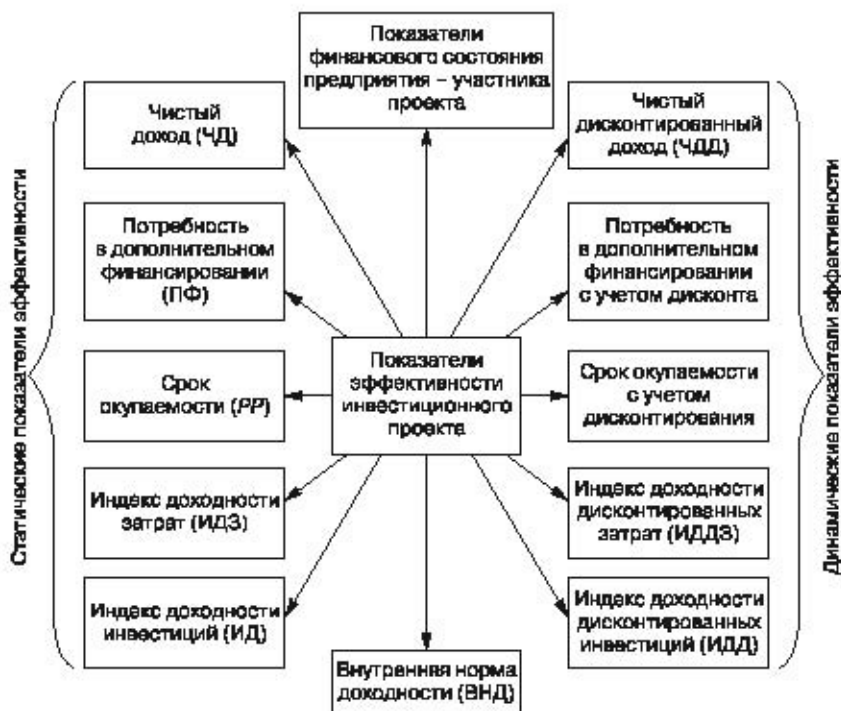 Показатели
финансового состояния
предприятия – участника
проекта
Статические показатели эффективности
Чистый
доход (ЧД)
Потребность
в дополнительном
финансировании
(ПФ)
Срок
окупаемости (PP)
Индекс доходности
затрат (ИДЗ)
Индекс доходности
инвестиций (ИД)
Показатели
эффективности
инвестиционного
проекта
Внутренняя норма
доходности (ВНД)
Чистый
дисконтированный
доход (ЧДД)
Потребность
в дополнительном
финансировании
с учетом дисконта
Срок окупаемости
с учетом
дисконтирования
Индекс доходности
дисконтированных
затрат (ИДДЗ)
Индекс доходности
дисконтированных
инвестиций (ИДД)
Динамические показатели эффективности